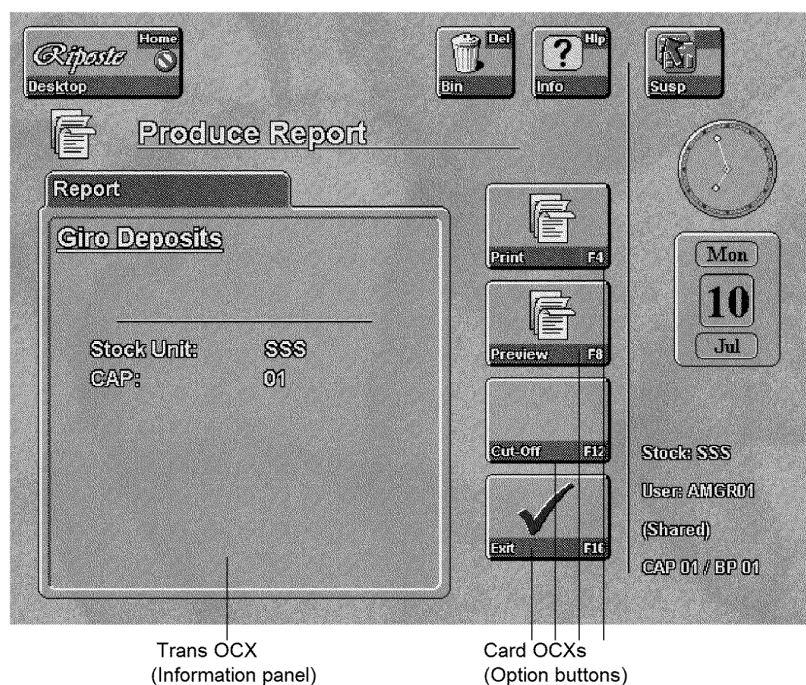 Riposte
Home
Desktop
Del
Bin
Hlp
Info
Susp
Produce Report
Report
Giro Deposits
Stock Unit: SSS
CAP: 01
Print F4
Preview F8
Cut-Off F12
Exit F16
Mon
10
Jul
Stock: SSS
User: AMGR01
(Shared)
CAP 01 / BP 01
Trans OCX
(Information panel)
Card OCXs
(Option buttons)